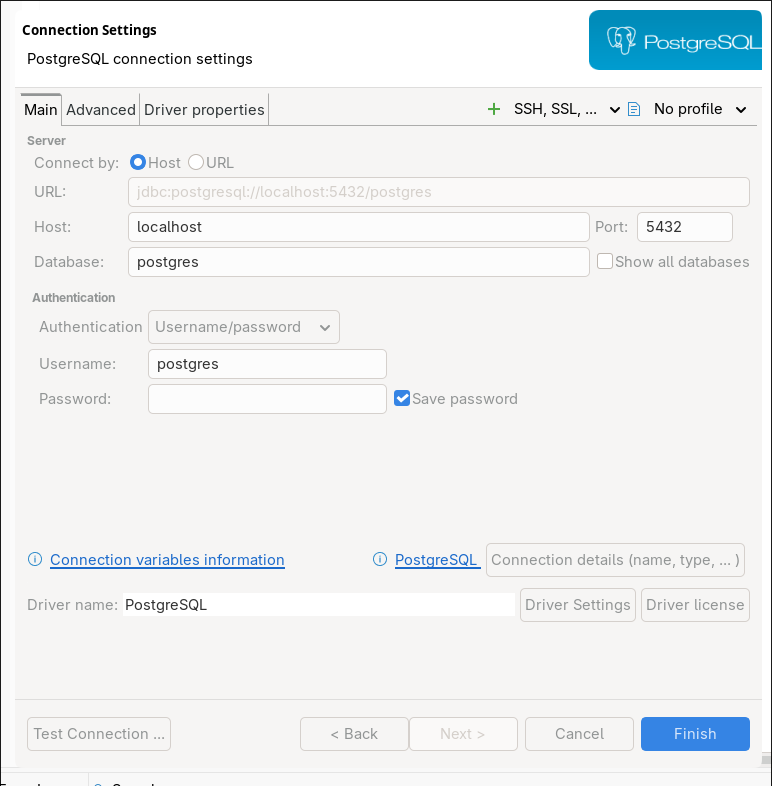 Connection Settings
PostgreSQL connection settings
PostgreSQL
Main Advanced Driver properties SSH, SSL, ... No profile
Server
Connect by: Host URL
URL: jdbc:postgresql://localhost:5432/postgres
Host: localhost Port: 5432
Database: postgres Show all databases
Authentication
Authentication Username/password
Username: postgres
Password: Save password
Connection variables information PostgreSQL Connection details (name, type, ... )
Driver name: PostgreSQL Driver Settings Driver license
Test Connection ... < Back Next > Cancel Finish